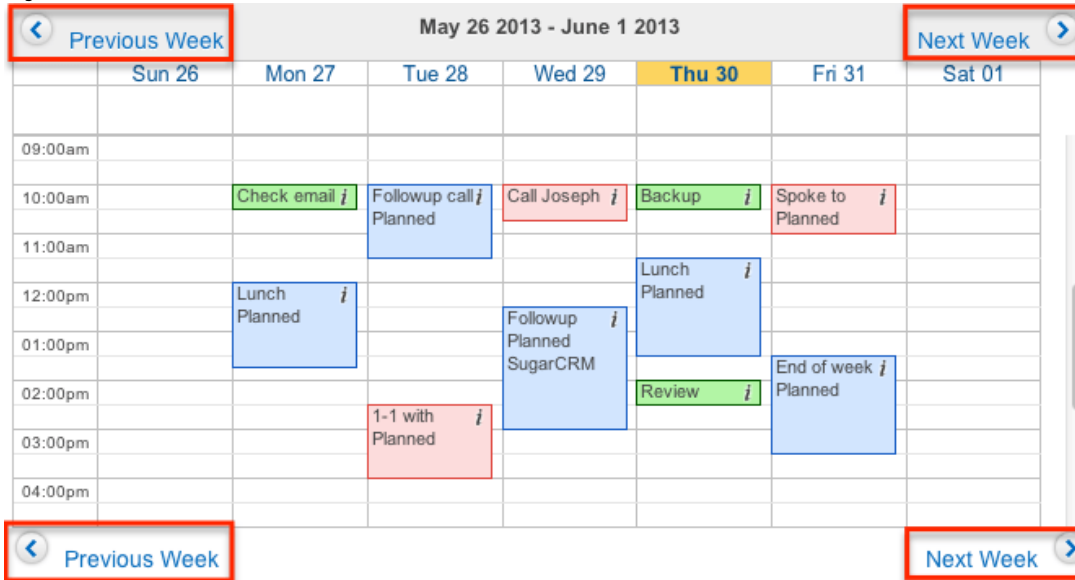 Previous Week
May 26 2013 - June 1 2013
Next Week
Sun 26
Mon 27
Tue 28
Wed 29
Thu 30
Fri 31
Sat 01
09:00am
10:00am
Check email i
Followup call i
Planned
Call Joseph i
Backup i
Spoke to i
Planned
11:00am
Lunch i
Planned
12:00pm
Lunch i
Planned
Followup i
Planned
SugarCRM
01:00pm
End of week i
Planned
02:00pm
Review i
1-1 with i
Planned
03:00pm
04:00pm
Previous Week
Next Week